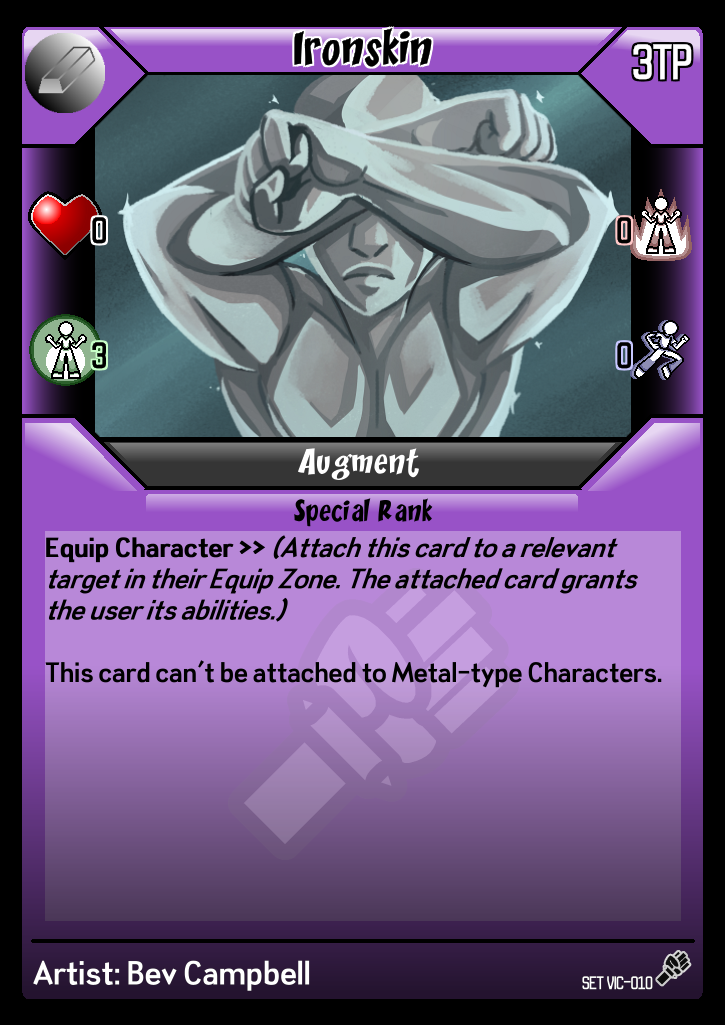 Ironskin
3TP
0
0
3
0
Augment
Special Rank
Equip Character >> (Attach this card to a relevant
target in their Equip Zone. The attached card grants
the user its abilities.)
This card can't be attached to Metal-type Characters.
Artist: Bev Campbell
SET VIC-010